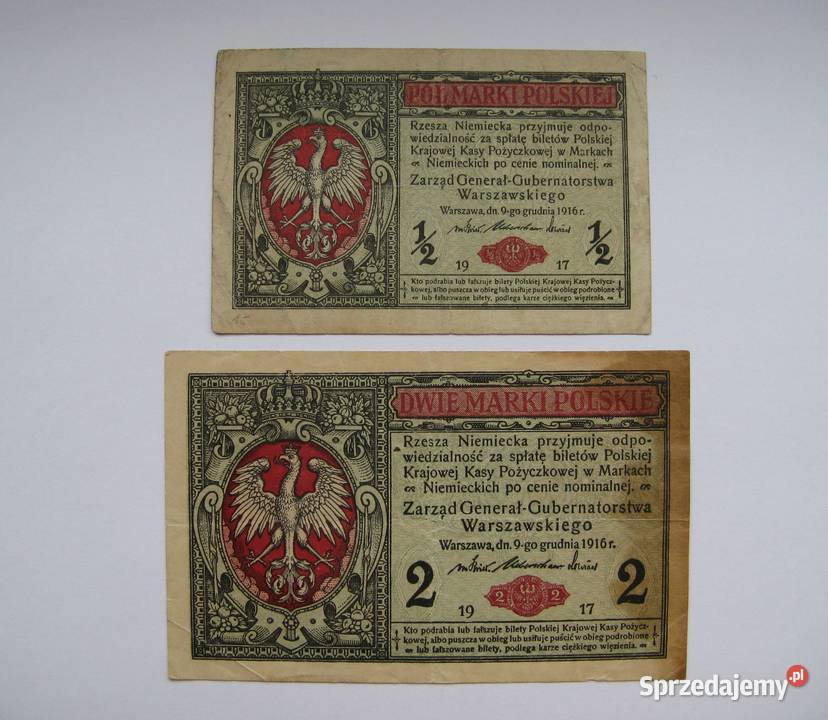 PÓŁ MARKI POLSKIEJ
Rzesza Niemiecka przyjmuje odpo-
wiedzialność za spłatę biletów Polskiej
Krajowej Kasy Pożyczkowej w Markach
Niemieckich po cenie nominalnej.
Zarząd Generał-Gubernatorstwa
Warszawskiego
Warszawa, dn. 9-go grudnia 1916 r.
1/2 1/2
19 17
Kto podrabia lub fałszuje bilety Polskiej Krajowej Kasy Pożycz-
kowej, albo puszcza w obieg lub usiłuje puścić w obieg podrobione
lub fałszowane bilety, podlega karze ciężkiego więzienia.
DWIE MARKI POLSKIE
Rzesza Niemiecka przyjmuje odpo-
wiedzialność za spłatę biletów Polskiej
Krajowej Kasy Pożyczkowej w Markach
Niemieckich po cenie nominalnej.
Zarząd Generał-Gubernatorstwa
Warszawskiego
Warszawa, dn. 9-go grudnia 1916 r.
2 2 2 2
19 17
Kto podrabia lub fałszuje bilety Polskiej Krajowej Kasy Pożycz-
kowej, albo puszcza w obieg lub usiłuje puścić w obieg podrobione
lub fałszowane bilety, podlega karze ciężkiego więzienia.
Sprzedajemy.pl